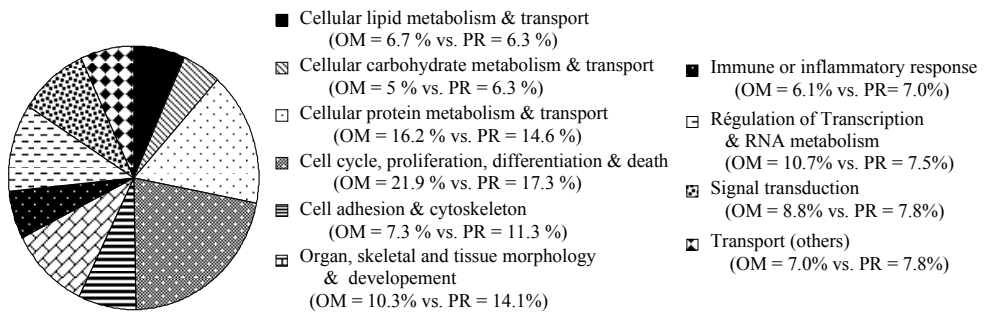 Cellular lipid metabolism & transport
(OM = 6.7 % vs. PR = 6.3 %)
Cellular carbohydrate metabolism & transport
(OM = 5 % vs. PR = 6.3 %)
Cellular protein metabolism & transport
(OM = 16.2 % vs. PR = 14.6 %)
Cell cycle, proliferation, differentiation & death
(OM = 21.9 % vs. PR = 17.3 %)
Cell adhesion & cytoskeleton
(OM = 7.3 % vs. PR = 11.3 %)
Organ, skeletal and tissue morphology
& developement
(OM = 10.3% vs. PR = 14.1%)
Immune or inflammatory response
(OM = 6.1% vs. PR= 7.0%)
Régulation of Transcription
& RNA metabolism
(OM = 10.7% vs. PR = 7.5%)
Signal transduction
(OM = 8.8% vs. PR = 7.8%)
Transport (others)
(OM = 7.0% vs. PR = 7.8%)